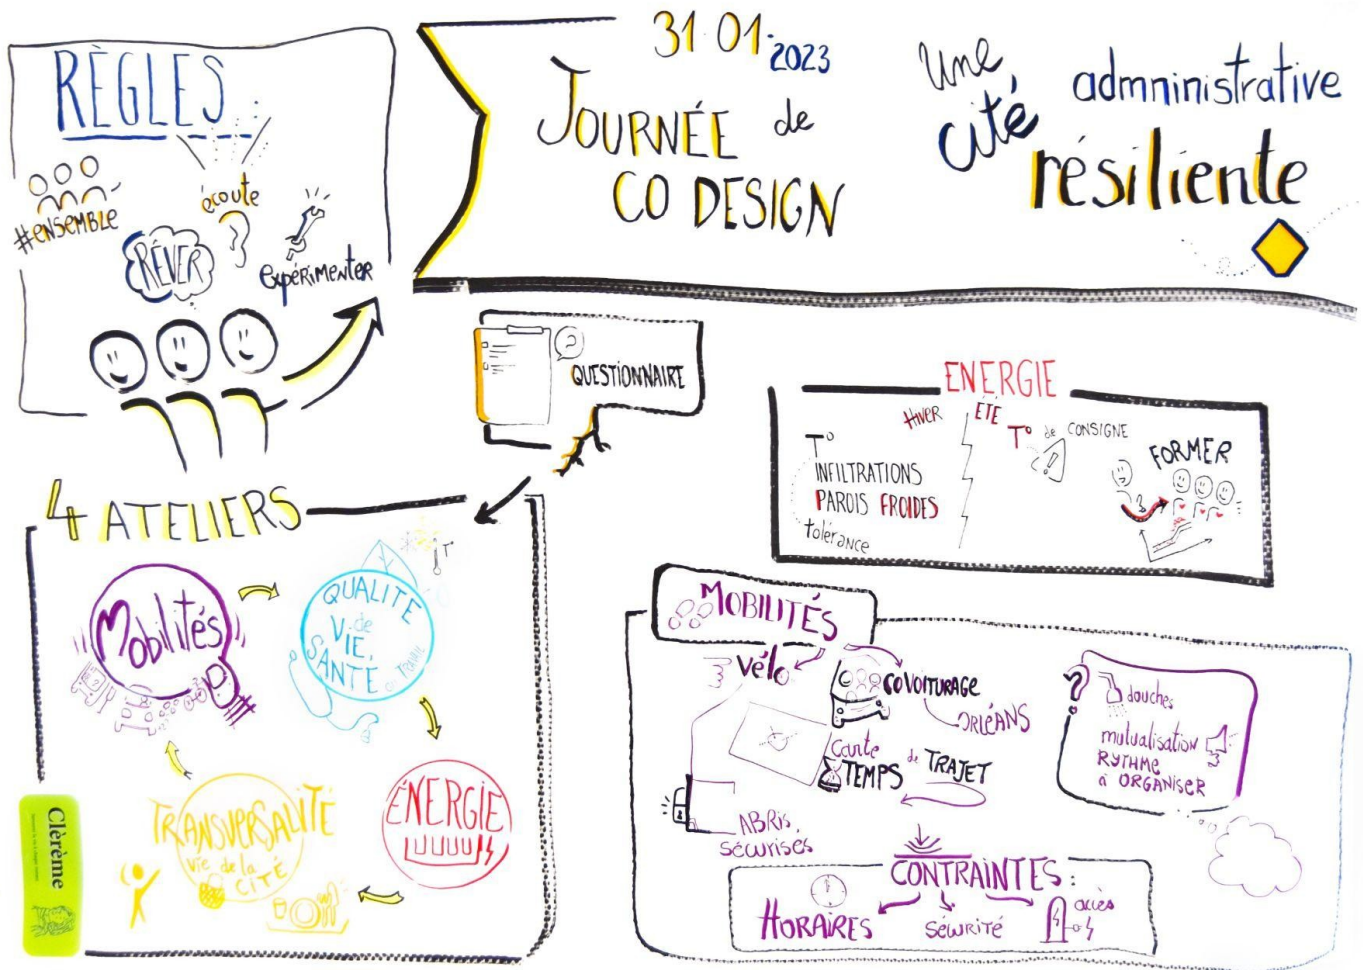 RÈGLES
#ENSEMBLE
RÊVER
écoute
EXPÉRIMENTER
31.01.2023
JOURNÉE de
CO DESIGN
Une
cité
admninistrative
résiliente
QUESTIONNAIRE
4 ATELIERS
Mobilités
QUALITÉ
de
VIE,
SANTÉ
au Travail
T°
ÉNERGIE
TRANSVERSALITÉ
vie de la
CITÉ
Clèrème
ENERGIE
HIVER
T°
INFILTRATIONS
PAROIS FROIDES
tolérance
ÉTÉ
T° de CONSIGNE
FORMER
MOBILITÉS
Vélo
COVOITURAGE
ORLÉANS
Carte
TEMPS de TRAJET
ABRIS
SÉCURISÉS
?
douches
mutualisation
RYTHME
à ORGANISER
CONTRAINTES:
HORAIRES
SÉCURITÉ
accès